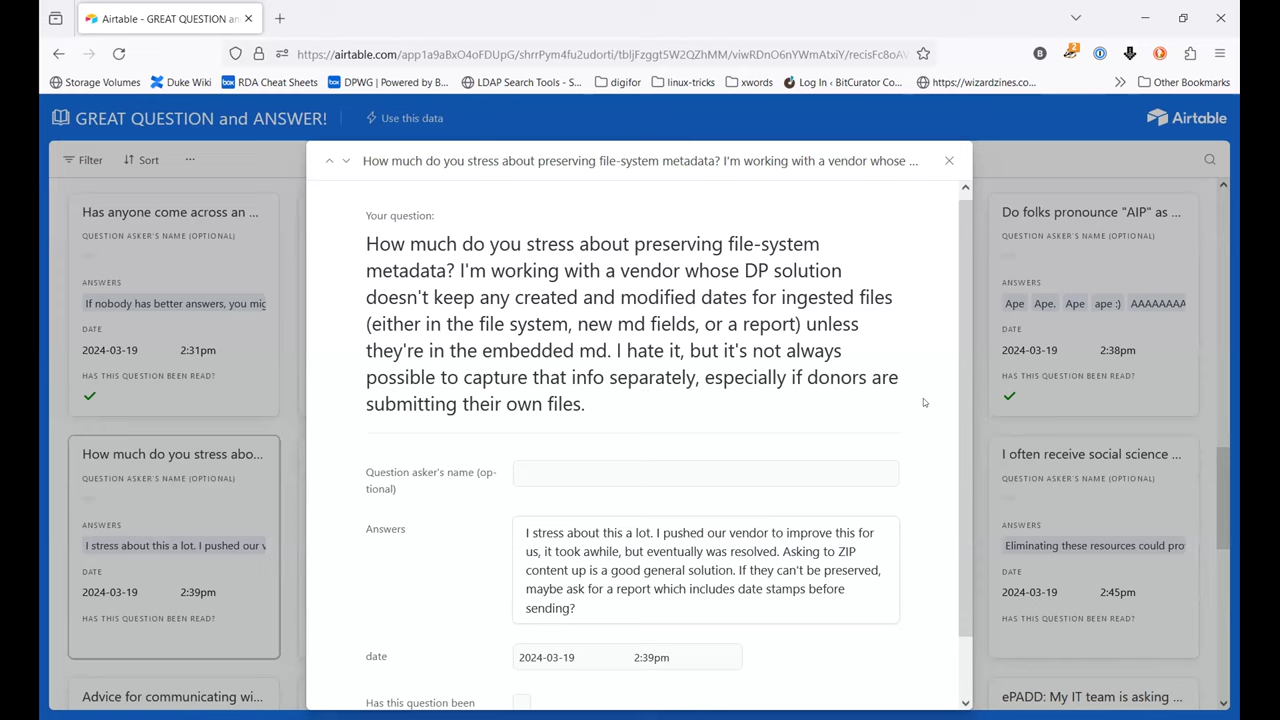 Airtable - GREAT QUESTION an
https://airtable.com/app1a9aBxO4oFDUpG/shrrPym4fu2udorti/tbljFzggt5W2QZhMM/viwRDnO6nYWmAtxiY/recisFc8oAV
2
Storage Volumes
Duke Wiki
RDA Cheat Sheets
DPWG | Powered by B...
LDAP Search Tools - S...
digifor
linux-tricks
xwords
Log In ‹ BitCurator Co...
https://wizardzines.co...
Other Bookmarks
GREAT QUESTION and ANSWER!
Use this data
Airtable
Filter
Sort
...
Has anyone come across an ...
QUESTION ASKER'S NAME (OPTIONAL)
ANSWERS
If nobody has better answers, you mig
DATE
2024-03-19 2:31pm
HAS THIS QUESTION BEEN READ?
How much do you stress abo...
QUESTION ASKER'S NAME (OPTIONAL)
ANSWERS
I stress about this a lot. I pushed our v
DATE
2024-03-19 2:39pm
HAS THIS QUESTION BEEN READ?
Advice for communicating wi...
How much do you stress about preserving file-system metadata? I'm working with a vendor whose ...
Your question:
How much do you stress about preserving file-system
metadata? I'm working with a vendor whose DP solution
doesn't keep any created and modified dates for ingested files
(either in the file system, new md fields, or a report) unless
they're in the embedded md. I hate it, but it's not always
possible to capture that info separately, especially if donors are
submitting their own files.
Question asker's name (op-
tional)
Answers
I stress about this a lot. I pushed our vendor to improve this for
us, it took awhile, but eventually was resolved. Asking to ZIP
content up is a good general solution. If they can't be preserved,
maybe ask for a report which includes date stamps before
sending?
date
2024-03-19 2:39pm
Has this question been
Do folks pronounce "AIP" as ...
QUESTION ASKER'S NAME (OPTIONAL)
ANSWERS
Ape Ape. Ape ape :) AAAAAAAA
DATE
2024-03-19 2:38pm
HAS THIS QUESTION BEEN READ?
I often receive social science ...
QUESTION ASKER'S NAME (OPTIONAL)
ANSWERS
Eliminating these resources could pro
DATE
2024-03-19 2:45pm
HAS THIS QUESTION BEEN READ?
ePADD: My IT team is asking ...